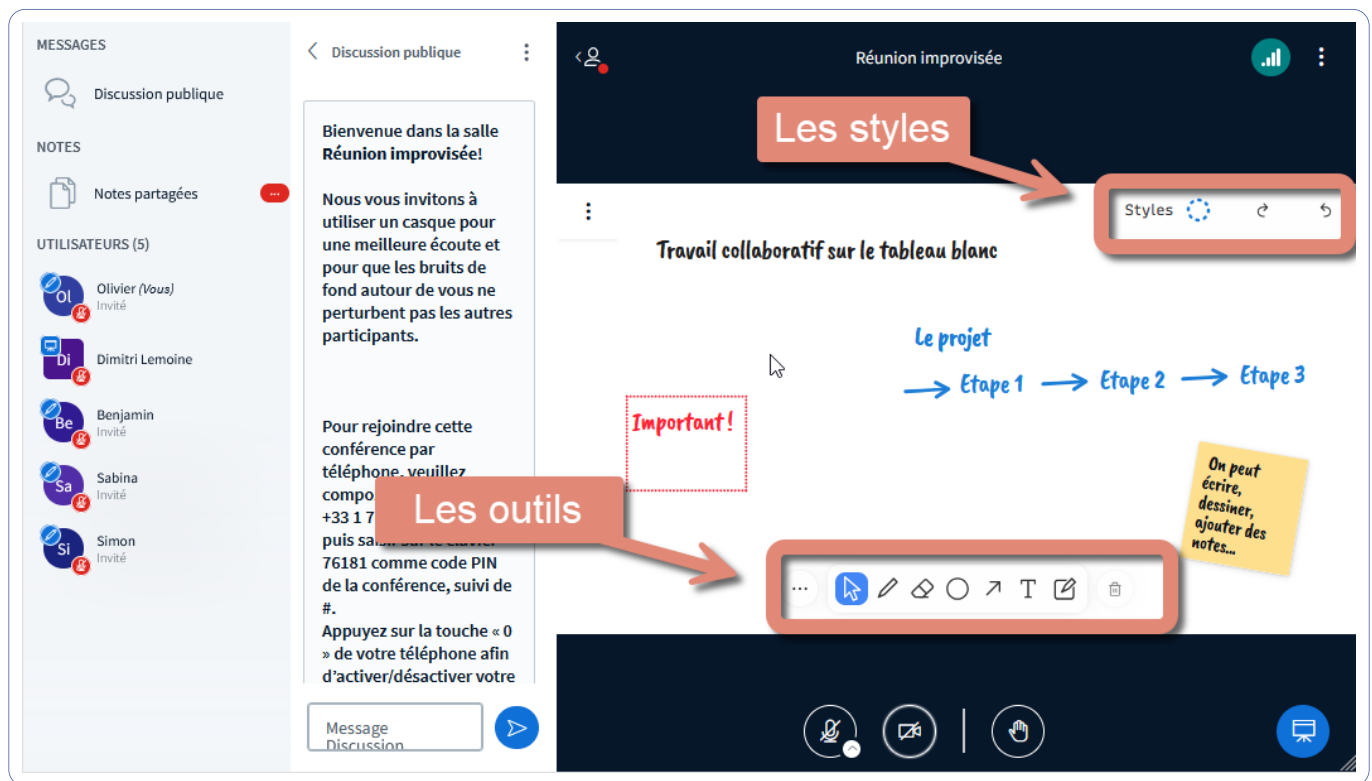 MESSAGES
Discussion publique
NOTES
Notes partagées
UTILISATEURS (5)
Ol
Olivier (Vous)
Invité
Di
Dimitri Lemoine
Be
Benjamin
Invité
Sa
Sabina
Invité
Si
Simon
Invité
Discussion publique
Bienvenue dans la salle
Réunion improvisée!
Nous vous invitons à
utiliser un casque pour
une meilleure écoute et
pour que les bruits de
fond autour de vous ne
perturbent pas les autres
participants.
Pour rejoindre cette
conférence par
téléphone, veuillez
+33 1 7
76181 comme code PIN
de la conférence, suivi de
#.
Appuyez sur la touche « 0
» de votre téléphone afin
d'activer/désactiver votre
Message
Discussion
Réunion improvisée
Les styles
Styles
Travail collaboratif sur le tableau blanc
Le projet
Etape 1
Etape 2
Etape 3
Important !
On peut
écrire,
dessiner,
ajouter des
notes...
Les outils
T